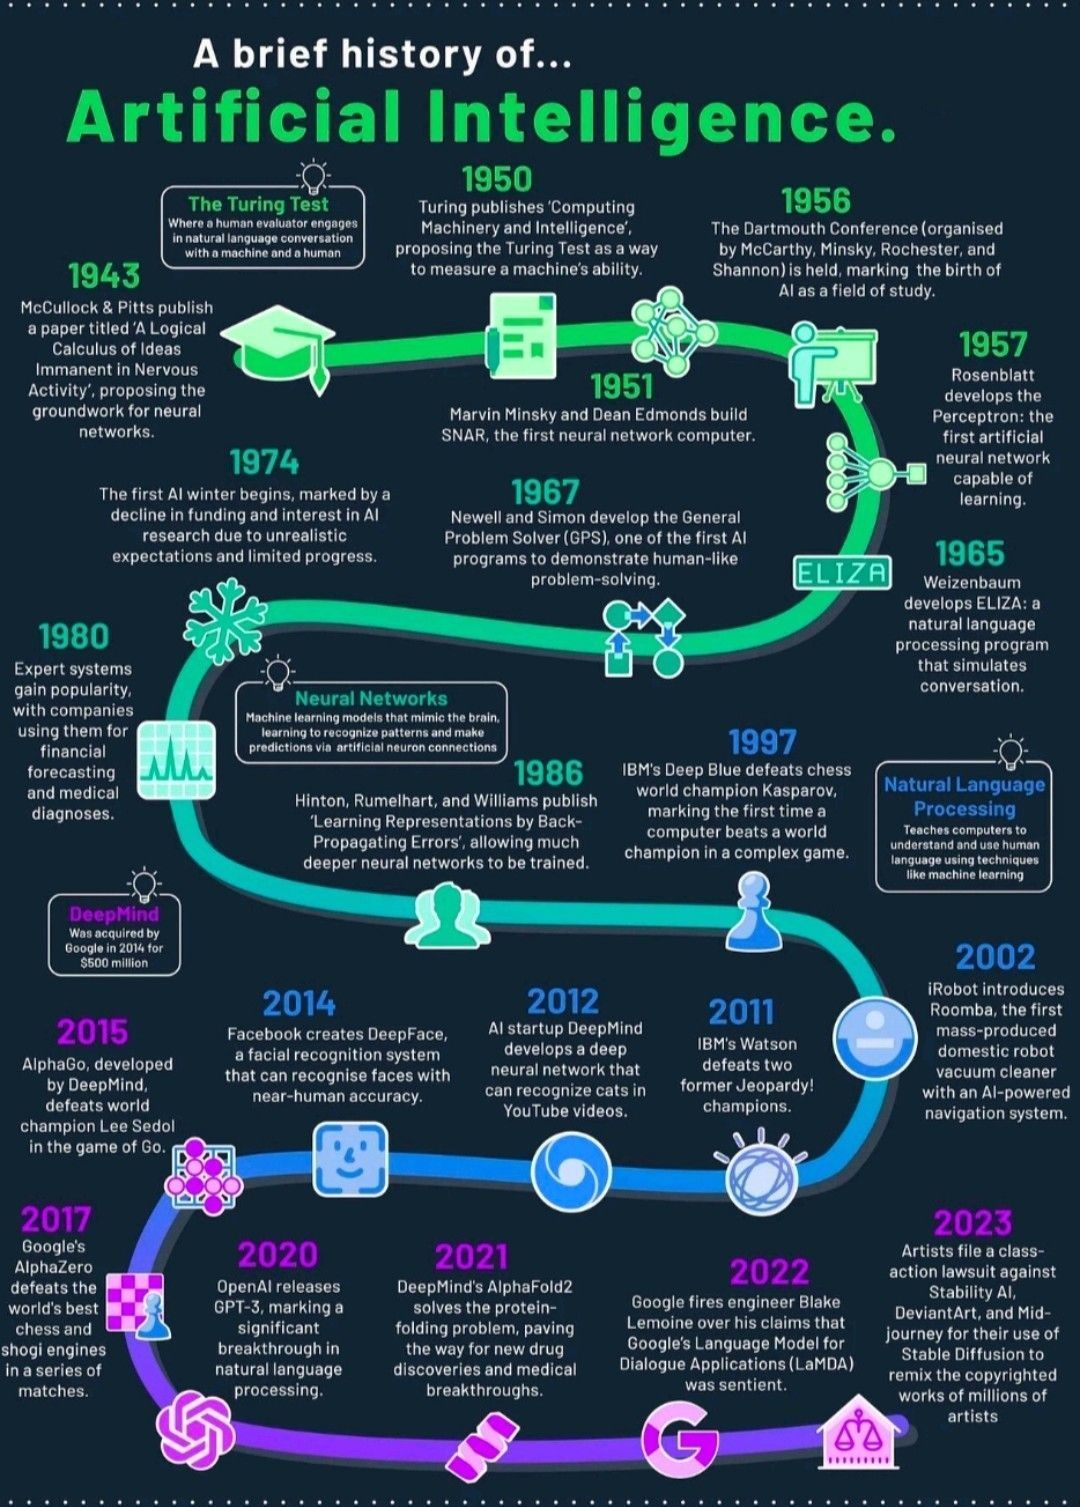 A brief history of...
Artificial Intelligence.
The Turing Test
Where a human evaluator engages
in natural language conversation
with a machine and a human
1943
McCullock & Pitts publish
a paper titled 'A Logical
Calculus of Ideas
Immanent in Nervous
Activity', proposing the
groundwork for neural
networks.
1950
Turing publishes 'Computing
Machinery and Intelligence',
proposing the Turing Test as a way
to measure a machine's ability.
1951
Marvin Minsky and Dean Edmonds build
SNAR, the first neural network computer.
1956
The Dartmouth Conference (organised
by McCarthy, Minsky, Rochester, and
Shannon) is held, marking the birth of
AI as a field of study.
1957
Rosenblatt
develops the
Perceptron: the
first artificial
neural network
capable of
learning.
ELIZA
1965
Weizenbaum
develops ELIZA: a
natural language
processing program
that simulates
conversation.
1967
Newell and Simon develop the General
Problem Solver (GPS), one of the first AI
programs to demonstrate human-like
problem-solving.
1974
The first AI winter begins, marked by a
decline in funding and interest in AI
research due to unrealistic
expectations and limited progress.
1980
Expert systems
gain popularity,
with companies
using them for
financial
forecasting
and medical
diagnoses.
Neural Networks
Machine learning models that mimic the brain,
learning to recognize patterns and make
predictions via artificial neuron connections
1986
Hinton, Rumelhart, and Williams publish
'Learning Representations by Back-
Propagating Errors', allowing much
deeper neural networks to be trained.
1997
IBM's Deep Blue defeats chess
world champion Kasparov,
marking the first time a
computer beats a world
champion in a complex game.
Natural Language
Processing
Teaches computers to
understand and use human
language using techniques
like machine learning
2002
iRobot introduces
Roomba, the first
mass-produced
domestic robot
vacuum cleaner
with an AI-powered
navigation system.
2011
IBM's Watson
defeats two
former Jeopardy!
champions.
2012
AI startup DeepMind
develops a deep
neural network that
can recognize cats in
YouTube videos.
2014
Facebook creates DeepFace,
a facial recognition system
that can recognise faces with
near-human accuracy.
DeepMind
Was acquired by
Google in 2014 for
$500 million
2015
AlphaGo, developed
by DeepMind,
defeats world
champion Lee Sedol
in the game of Go.
2017
Google's
AlphaZero
defeats the
world's best
chess and
shogi engines
in a series of
matches.
2020
OpenAI releases
GPT-3, marking a
significant
breakthrough in
natural language
processing.
2021
DeepMind's AlphaFold2
solves the protein-
folding problem, paving
the way for new drug
discoveries and medical
breakthroughs.
2022
Google fires engineer Blake
Lemoine over his claims that
Google's Language Model for
Dialogue Applications (LaMDA)
was sentient.
2023
Artists file a class-
action lawsuit against
Stability AI,
DeviantArt, and Mid-
journey for their use of
Stable Diffusion to
remix the copyrighted
works of millions of
artists